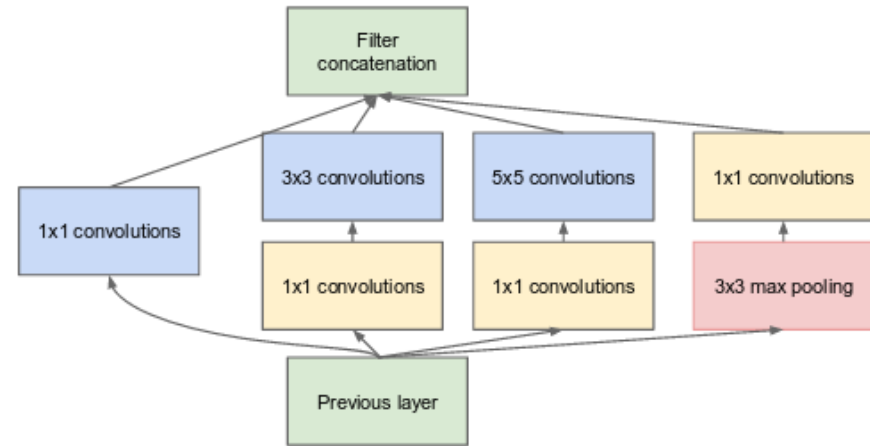 Filter
concatenation
3x3 convolutions
5x5 convolutions
1x1 convolutions
1x1 convolutions
1x1 convolutions
1x1 convolutions
3x3 max pooling
Previous layer